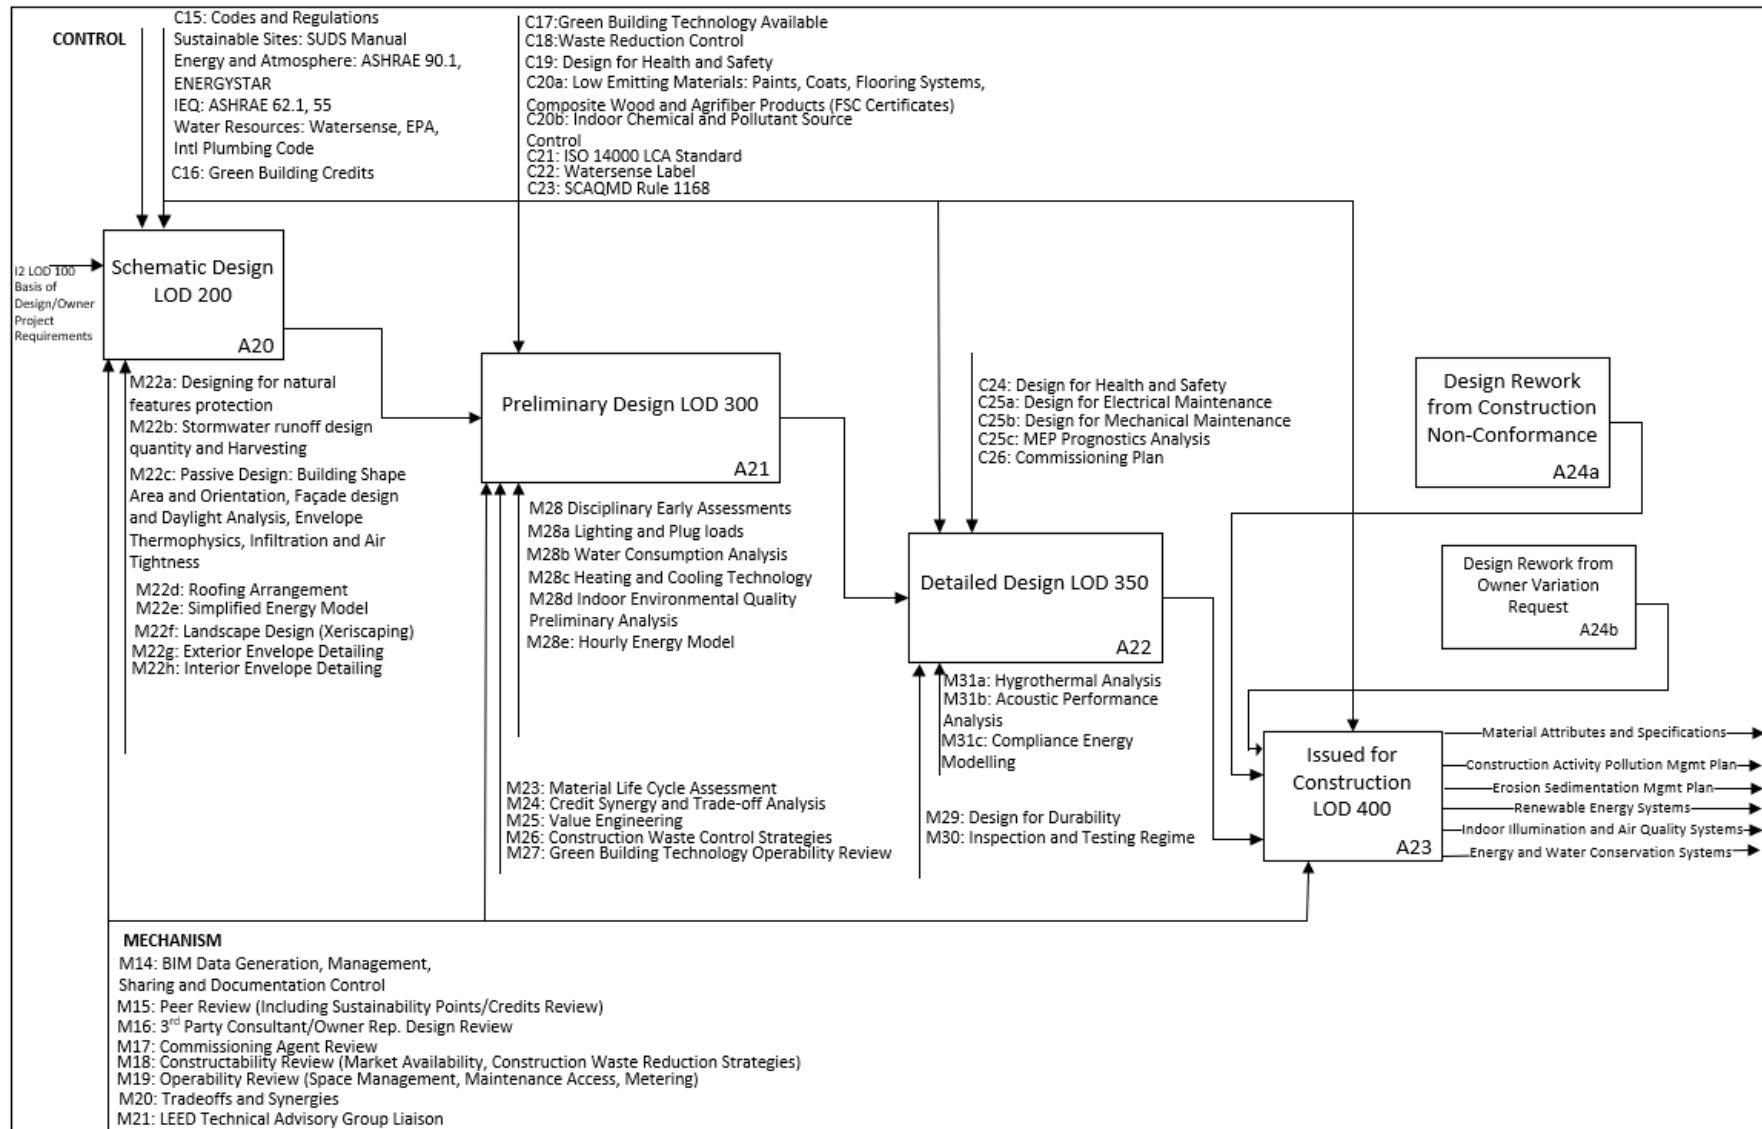 CONTROL
C15: Codes and Regulations
Sustainable Sites: SUDS Manual
Energy and Atmosphere: ASHRAE 90.1,
ENERGYSTAR
IEQ: ASHRAE 62.1, 55
Water Resources: Watersense, EPA,
Intl Plumbing Code
C16: Green Building Credits
C17:Green Building Technology Available
C18:Waste Reduction Control
C19: Design for Health and Safety
C20a: Low Emitting Materials: Paints, Coats, Flooring Systems,
Composite Wood and Agrifiber Products (FSC Certificates)
C20b: Indoor Chemical and Pollutant Source
Control
C21: ISO 14000 LCA Standard
C22: Watersense Label
C23: SCAQMD Rule 1168
I2 LOD 100
Basis of
Design/Owner
Project
Requirements
Schematic Design
LOD 200
A20
M22a: Designing for natural
features protection
M22b: Stormwater runoff design
quantity and Harvesting
M22c: Passive Design: Building Shape
Area and Orientation, Façade design
and Daylight Analysis, Envelope
Thermophysics, Infiltration and Air
Tightness
M22d: Roofing Arrangement
M22e: Simplified Energy Model
M22f: Landscape Design (Xeriscaping)
M22g: Exterior Envelope Detailing
M22h: Interior Envelope Detailing
Preliminary Design LOD 300
A21
M28 Disciplinary Early Assessments
M28a Lighting and Plug loads
M28b Water Consumption Analysis
M28c Heating and Cooling Technology
M28d Indoor Environmental Quality
Preliminary Analysis
M28e: Hourly Energy Model
M23: Material Life Cycle Assessment
M24: Credit Synergy and Trade-off Analysis
M25: Value Engineering
M26: Construction Waste Control Strategies
M27: Green Building Technology Operability Review
C24: Design for Health and Safety
C25a: Design for Electrical Maintenance
C25b: Design for Mechanical Maintenance
C25c: MEP Prognostics Analysis
C26: Commissioning Plan
Detailed Design LOD 350
A22
M31a: Hygrothermal Analysis
M31b: Acoustic Performance
Analysis
M31c: Compliance Energy
Modelling
M29: Design for Durability
M30: Inspection and Testing Regime
Design Rework
from Construction
Non-Conformance
A24a
Design Rework from
Owner Variation
Request
A24b
Issued for
Construction
LOD 400
A23
Material Attributes and Specifications
Construction Activity Pollution Mgmt Plan
Erosion Sedimentation Mgmt Plan
Renewable Energy Systems
Indoor Illumination and Air Quality Systems
Energy and Water Conservation Systems
MECHANISM
M14: BIM Data Generation, Management,
Sharing and Documentation Control
M15: Peer Review (Including Sustainability Points/Credits Review)
M16: 3rd Party Consultant/Owner Rep. Design Review
M17: Commissioning Agent Review
M18: Constructability Review (Market Availability, Construction Waste Reduction Strategies)
M19: Operability Review (Space Management, Maintenance Access, Metering)
M20: Tradeoffs and Synergies
M21: LEED Technical Advisory Group Liaison